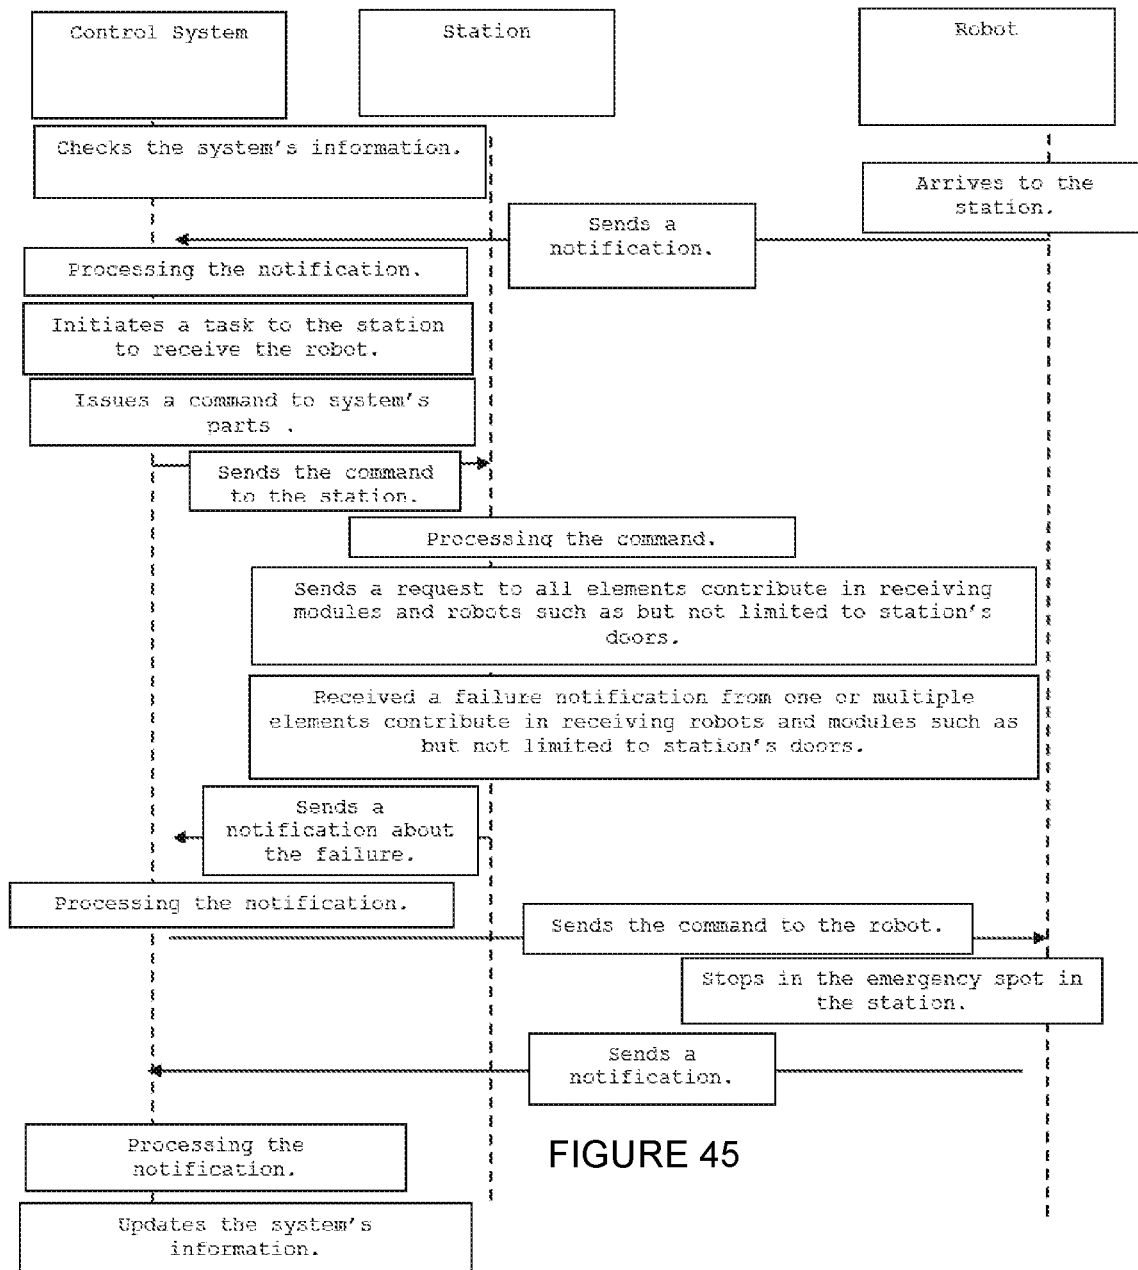 Control System
Station
Robot
Checks the system's information.
Arrives to the
station.
Sends a
notification.
Processing the notification.
Initiates a task to the station
to receive the robot.
Issues a command to system's
parts .
Sends the command
to the station.
Processing the command.
Sends a request to all elements contribute in receiving
modules and robots such as but not limited to station's
doors.
Received a failure notification from one or multiple
elements contribute in receiving robots and modules such as
but not limited to station's doors.
Sends a
notification about
the failure.
Processing the notification.
Sends the command to the robot.
Stops in the emergency spot in
the station.
Sends a
notification.
Processing the
notification.
FIGURE 45
Updates the system's
information.